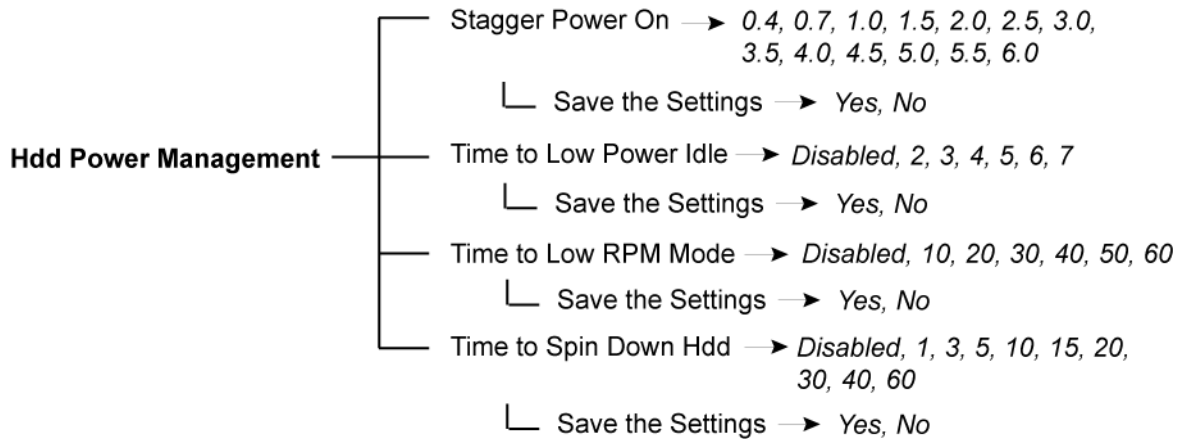 Stagger Power On 0.4, 0.7, 1.0, 1.5, 2.0, 2.5, 3.0,
3.5, 4.0, 4.5, 5.0, 5.5, 6.0
Save the Settings Yes, No
Hdd Power Management
Time to Low Power Idle Disabled, 2, 3, 4, 5, 6, 7
Save the Settings Yes, No
Time to Low RPM Mode Disabled, 10, 20, 30, 40, 50, 60
Save the Settings Yes, No
Time to Spin Down Hdd Disabled, 1, 3, 5, 10, 15, 20,
30, 40, 60
Save the Settings Yes, No